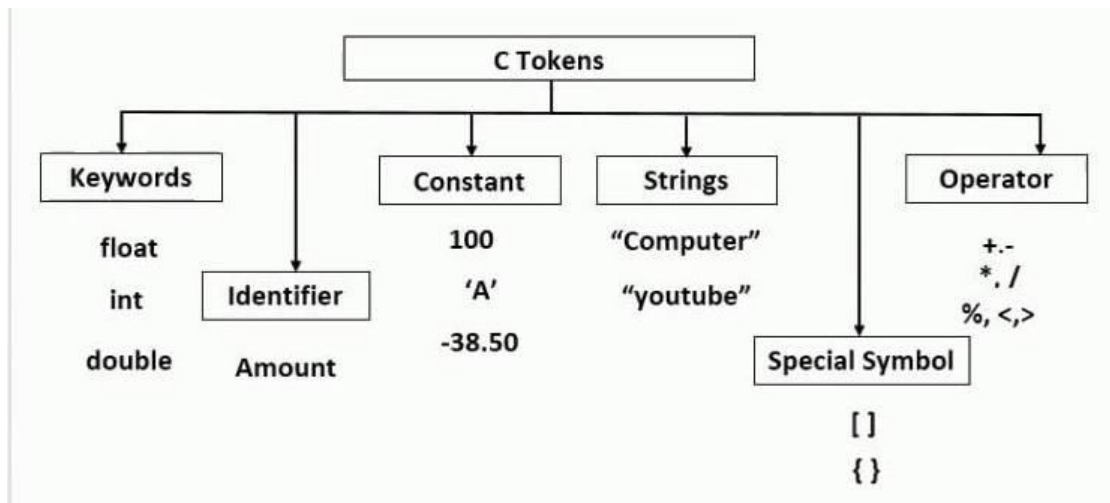 C Tokens
Keywords
float
int
double
Identifier
Amount
Constant
100
‘A’
-38.50
Strings
“Computer”
“youtube”
Special Symbol
[ ]
{ }
Operator
+.-
*. /
%, <,>